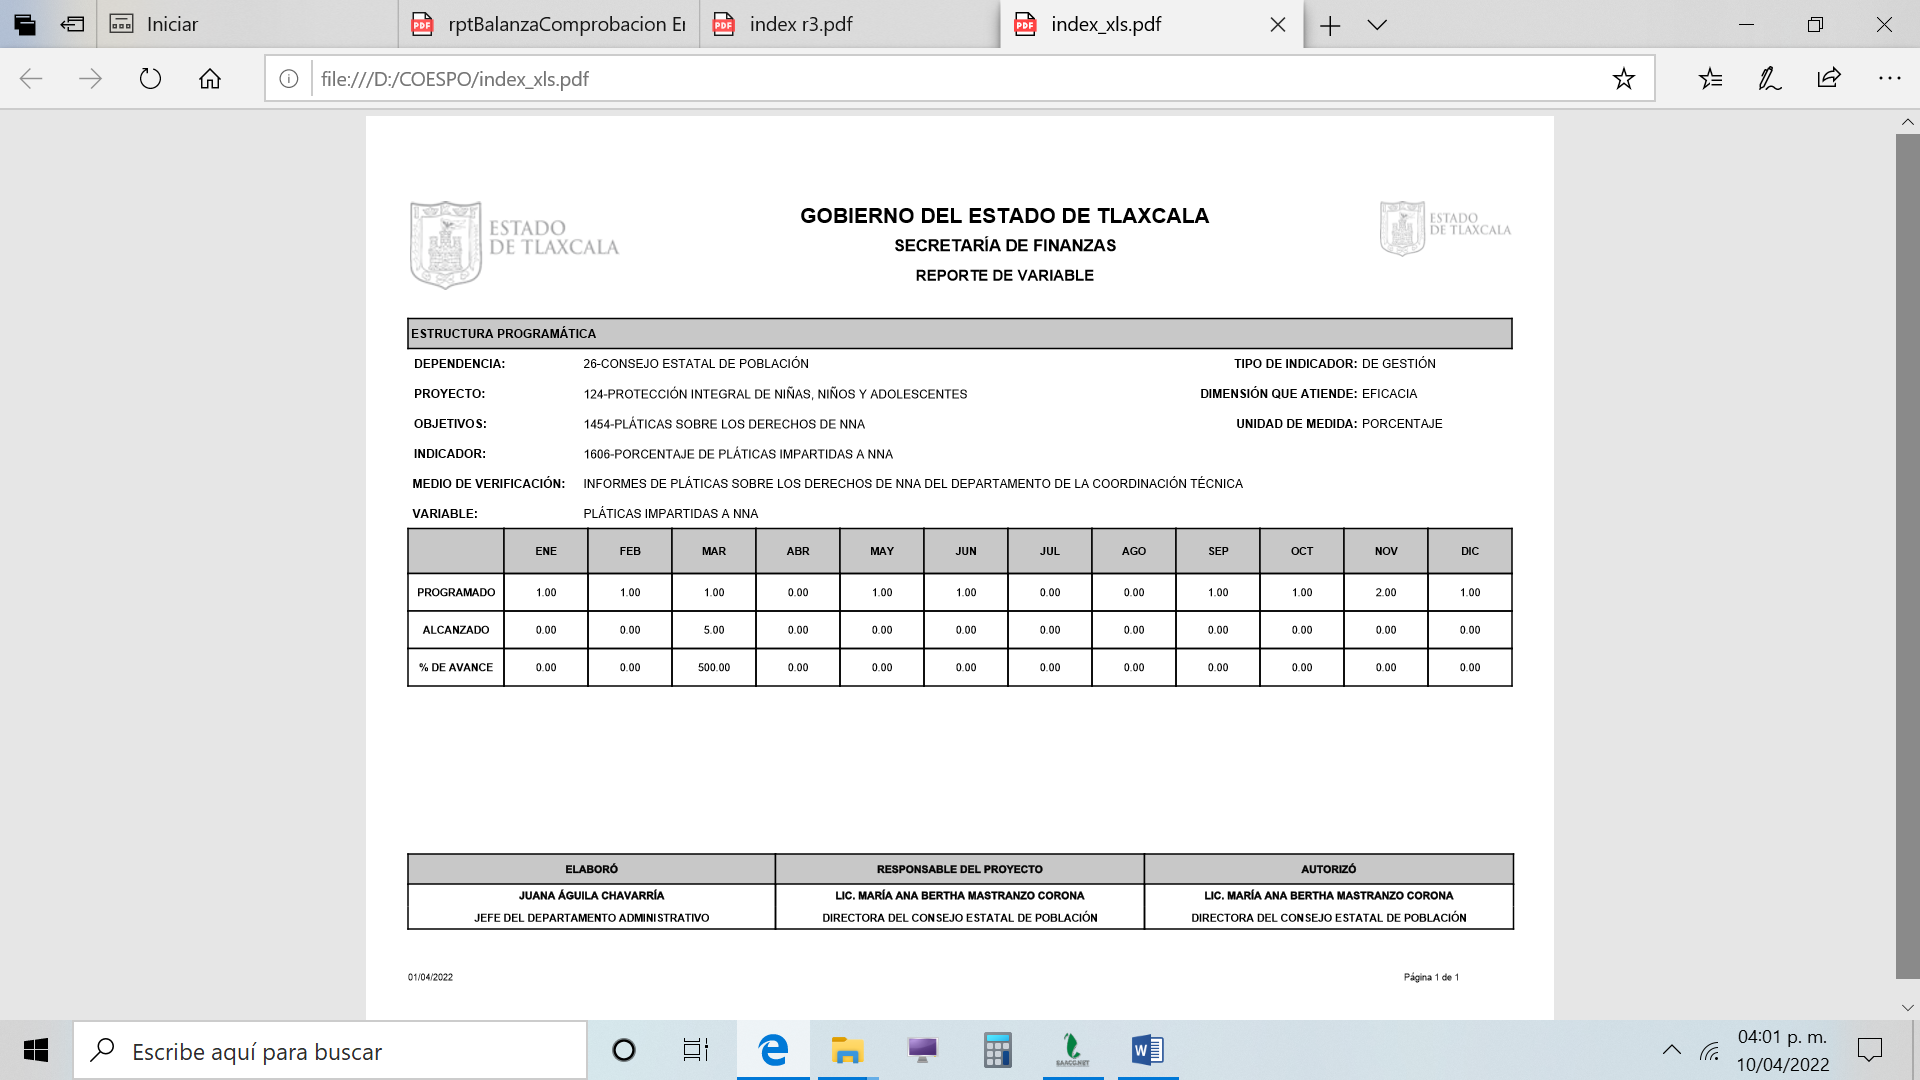 Iniciar
rptBalanzaComprobacion Er
index r3.pdf
index_xls.pdf
file:///D:/COESPO/index_xls.pdf
ESTADO
DE TLAXCALA
GOBIERNO DEL ESTADO DE TLAXCALA
SECRETARÍA DE FINANZAS
REPORTE DE VARIABLE
ESTADO
DE TLAXCALA
ESTRUCTURA PROGRAMÁTICA
DEPENDENCIA: 26-CONSEJO ESTATAL DE POBLACIÓN TIPO DE INDICADOR: DE GESTIÓN
PROYECTO: 124-PROTECCIÓN INTEGRAL DE NIÑAS, NIÑOS Y ADOLESCENTES DIMENSIÓN QUE ATIENDE: EFICACIA
OBJETIVOS: 1454-PLÁTICAS SOBRE LOS DERECHOS DE NNA UNIDAD DE MEDIDA: PORCENTAJE
INDICADOR: 1606-PORCENTAJE DE PLÁTICAS IMPARTIDAS A NNA
MEDIO DE VERIFICACIÓN: INFORMES DE PLÁTICAS SOBRE LOS DERECHOS DE NNA DEL DEPARTAMENTO DE LA COORDINACIÓN TÉCNICA
VARIABLE: PLÁTICAS IMPARTIDAS A NNA
ENE FEB MAR ABR MAY JUN JUL AGO SEP OCT NOV DIC
PROGRAMADO 1.00 1.00 1.00 0.00 1.00 1.00 0.00 0.00 1.00 1.00 2.00 1.00
ALCANZADO 0.00 0.00 5.00 0.00 0.00 0.00 0.00 0.00 0.00 0.00 0.00 0.00
% DE AVANCE 0.00 0.00 500.00 0.00 0.00 0.00 0.00 0.00 0.00 0.00 0.00 0.00
ELABORÓ RESPONSABLE DEL PROYECTO AUTORIZÓ
JUANA ÁGUILA CHAVARRÍA LIC. MARÍA ANA BERTHA MASTRANZO CORONA LIC. MARÍA ANA BERTHA MASTRANZO CORONA
JEFE DEL DEPARTAMENTO ADMINISTRATIVO DIRECTORA DEL CONSEJO ESTATAL DE POBLACIÓN DIRECTORA DEL CONSEJO ESTATAL DE POBLACIÓN
01/04/2022 Página 1 de 1
Escribe aquí para buscar
04:01 p. m.
10/04/2022